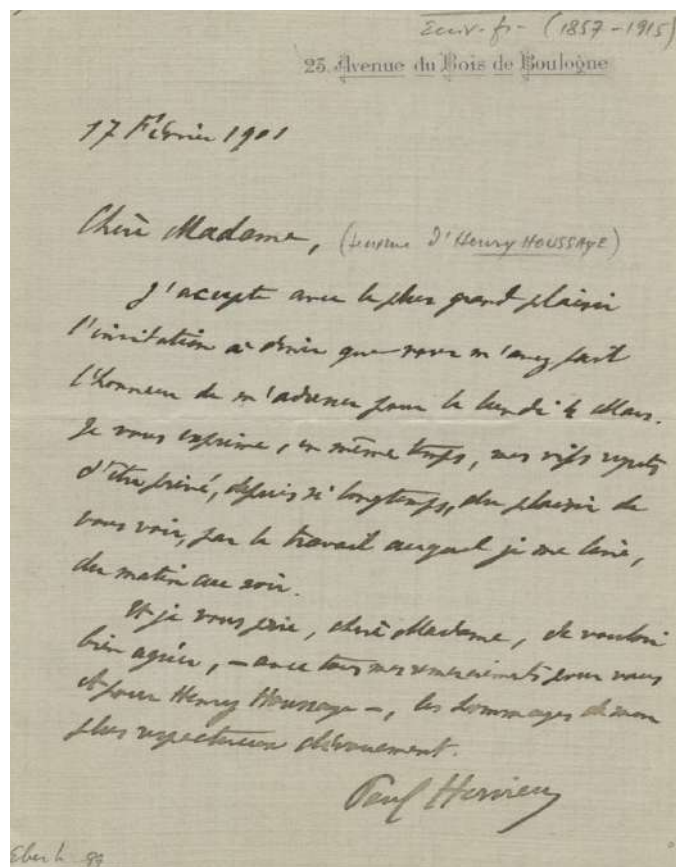 Ecriv. fr. (1857-1915)
25, Avenue du Bois de Boulogne
17 Février 1901
Chère Madame, (femme d'Henry HOUSSAYE)
J'accepte avec le plus grand plaisir
l'invitation à dîner que vous m'avez fait
l'honneur de m'adresser pour le lundi 4 Mars.
Je vous exprime, en même temps, mes vifs regrets
d'être privé, depuis si longtemps, du plaisir de
vous voir, par le travail auquel je me livre,
du matin au soir.
Et je vous prie, chère Madame, de vouloir
bien agréer, – avec tous mes remerciements pour vous
et pour Henry Houssaye –, les hommages de mon
plus respectueux dévouement.
Paul Hervieu